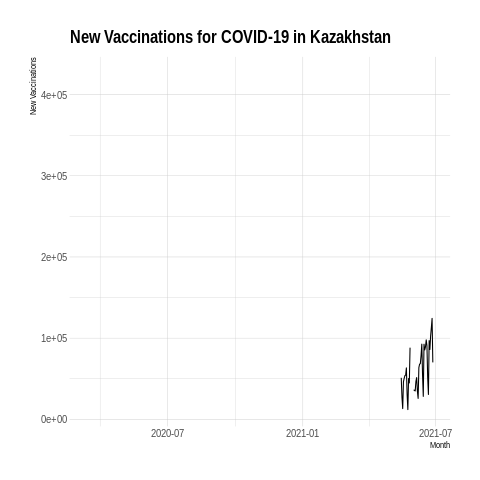 New Vaccinations for COVID-19 in Kazakhstan
New Vaccinations
4e+05
3e+05
2e+05
1e+05
0e+00
2020-07
2021-01
2021-07
Month